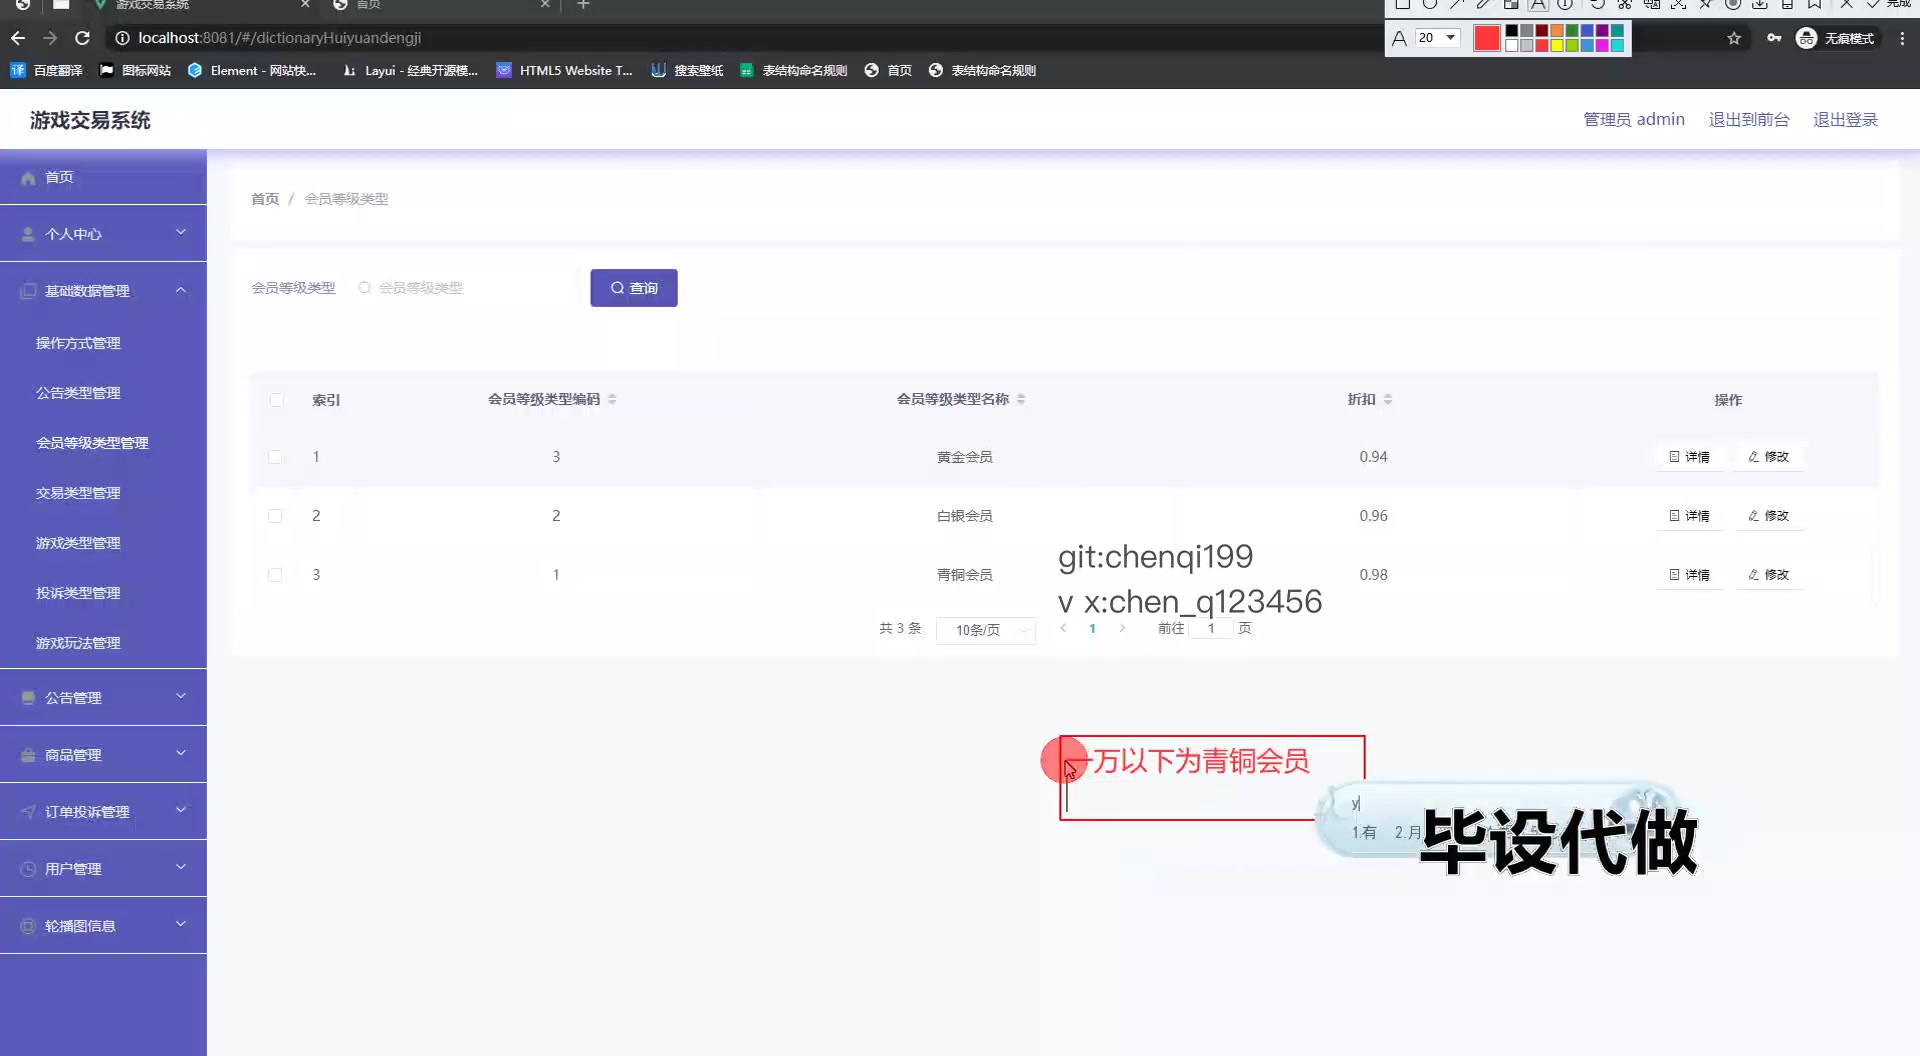 游戏交易系统
首页
完成
localhost:8081/#/dictionaryHuiyuandengji
A 20
无痕模式
百度翻译
图标网站
Element - 网站快...
Layui - 经典开源模...
HTML5 Website T...
搜索壁纸
表结构命名规则
首页
表结构命名规则
游戏交易系统
管理员 admin
退出到前台
退出登录
首页
个人中心
基础数据管理
操作方式管理
公告类型管理
会员等级类型管理
交易类型管理
游戏类型管理
投诉类型管理
游戏玩法管理
公告管理
商品管理
订单投诉管理
用户管理
轮播图信息
首页 / 会员等级类型
会员等级类型 会员等级类型 查询
索引 会员等级类型编码 会员等级类型名称 折扣 操作
1 3 黄金会员 0.94 详情 修改
2 2 白银会员 0.96 详情 修改
3 1 青铜会员 0.98 详情 修改
git:chenqi199
v x:chen_q123456
共 3 条 10条/页 1 前往 1 页
一万以下为青铜会员
y
1.有 2.月
毕设代做